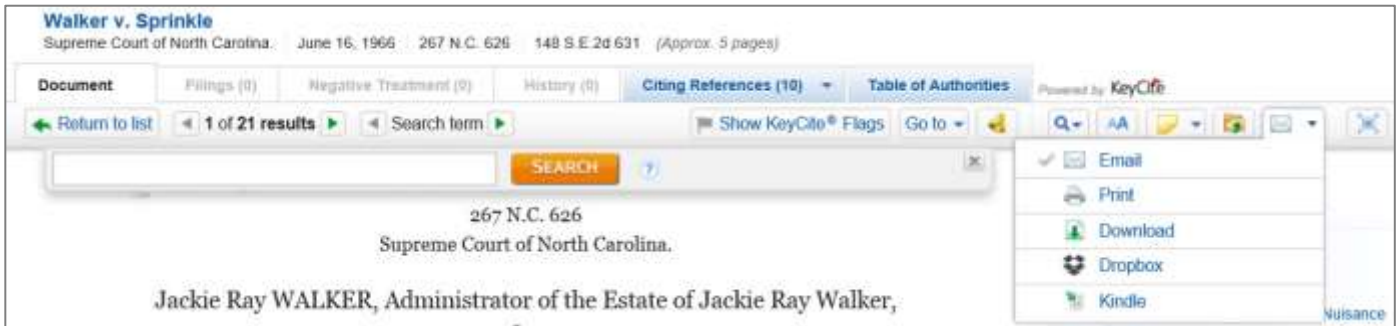 Walker v. Sprinkle
Supreme Court of North Carolina. June 16, 1966 267 N.C. 626 148 S.E.2d 631 (Approx. 5 pages)
Document Filings (0) Negative Treatment (0) History (0) Citing References (10) Table of Authorities Powered by KeyCite
Return to list 1 of 21 results Search term Show KeyCite® Flags Go to AA
SEARCH ?
Email
Print
Download
Dropbox
Kindle
267 N.C. 626
Supreme Court of North Carolina.
Jackie Ray WALKER, Administrator of the Estate of Jackie Ray Walker,
Nuisance